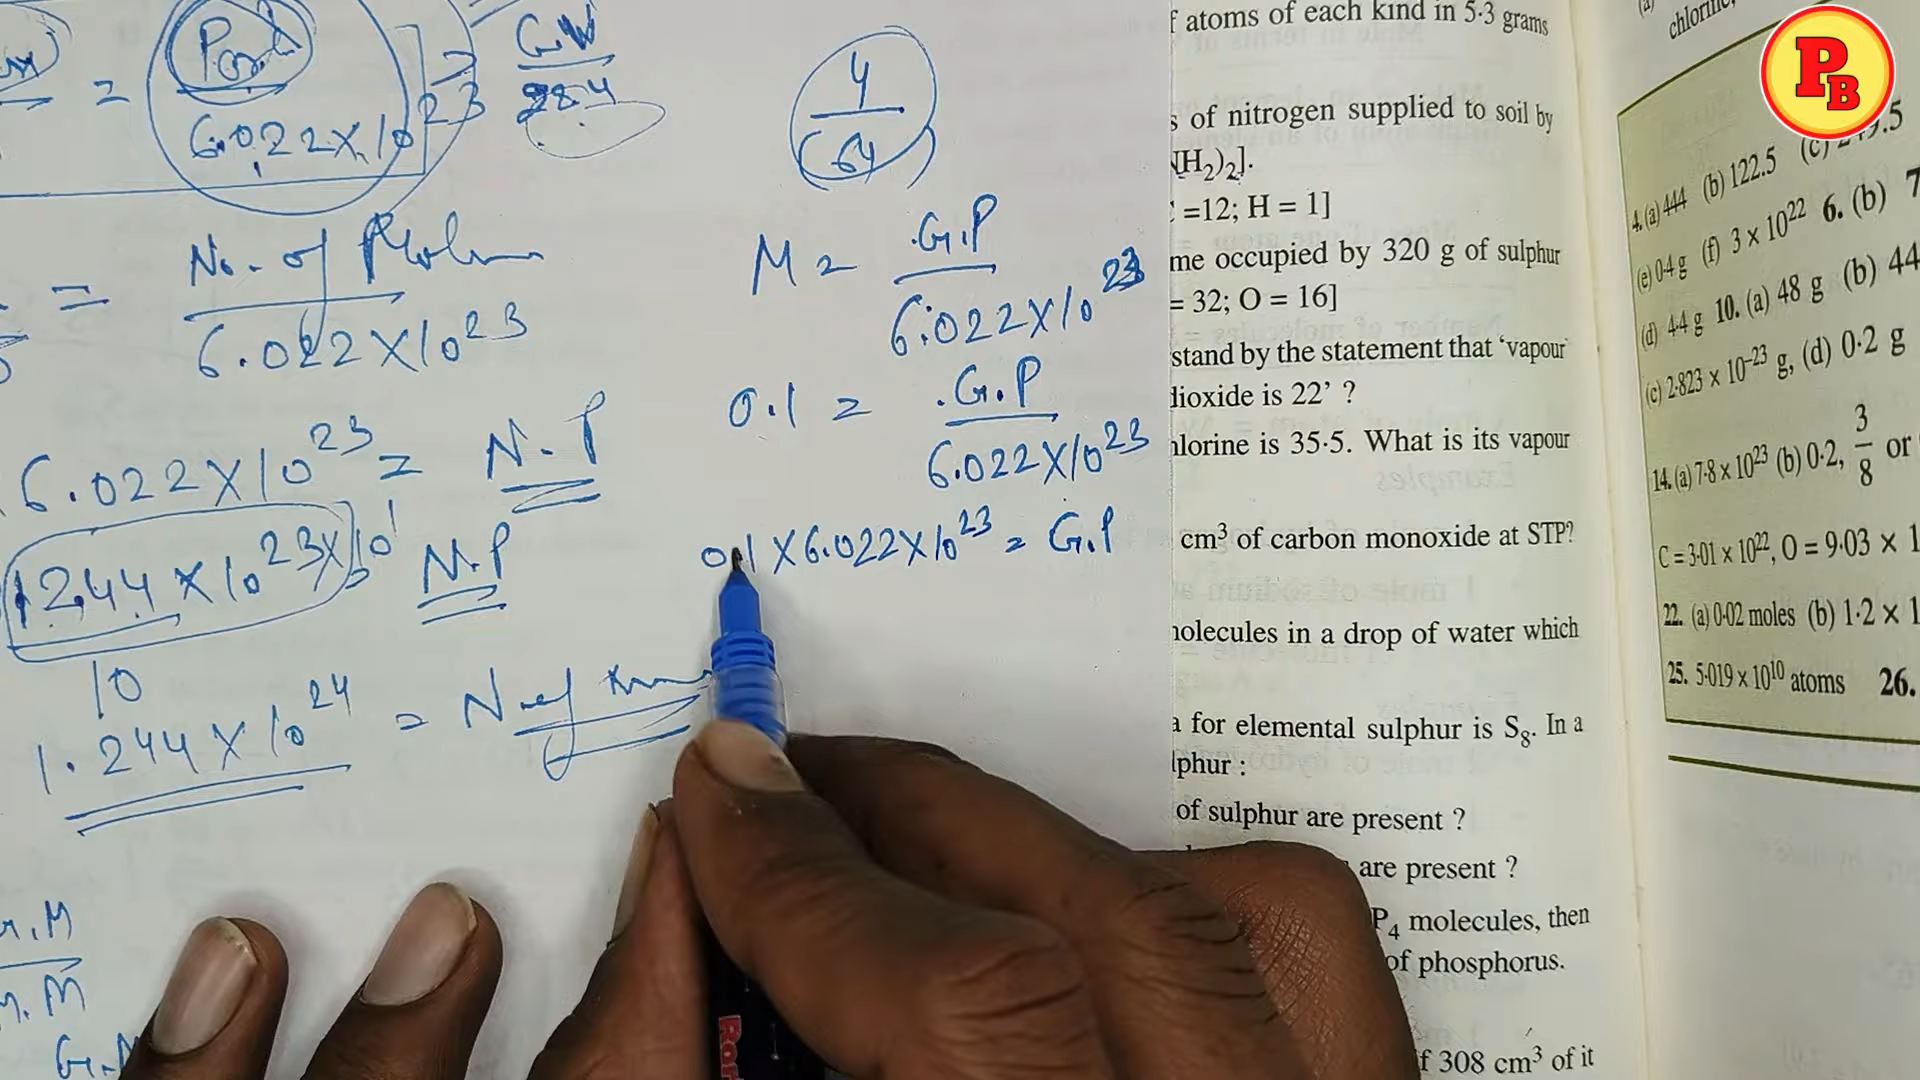 = 6.022×10²³ = G.W
284
= No. of
6.022×10²³
6.022×10²³ = N.P
12.44×10²³×10¹ N.P
10
1.244×10²⁴ = N.of
G.M
M.M
4
64
M = G.P
6.022×10²³
0.1 = G.P
6.022×10²³
0.1×6.022×10²³ = G.P
atoms of each kind in 5·3 grams
of nitrogen supplied to soil by
H₂)₂].
=12; H = 1]
me occupied by 320 g of sulphur
= 32; O = 16]
stand by the statement that ‘vapour
dioxide is 22’ ?
hlorine is 35·5. What is its vapour
cm³ of carbon monoxide at STP?
nolecules in a drop of water which
a for elemental sulphur is S₈. In a
lphur :
of sulphur are present ?
are present ?
P₄ molecules, then
of phosphorus.
f 308 cm³ of it
chlorine,
4. (a) 444 (b) 122.5 (c)
(e) 0·4 g (f) 3 × 10²² 6. (b) 7
(d) 4·4 g 10. (a) 48 g (b) 44
(c) 2·823 × 10⁻²³ g, (d) 0·2 g
14. (a) 7·8 × 10²³ (b) 0·2, 3/8 or
C = 3·01 × 10²², O = 9·03 × 1
22. (a) 0·02 moles (b) 1·2 × 1
25. 5·019 × 10¹⁰ atoms 26.
PB